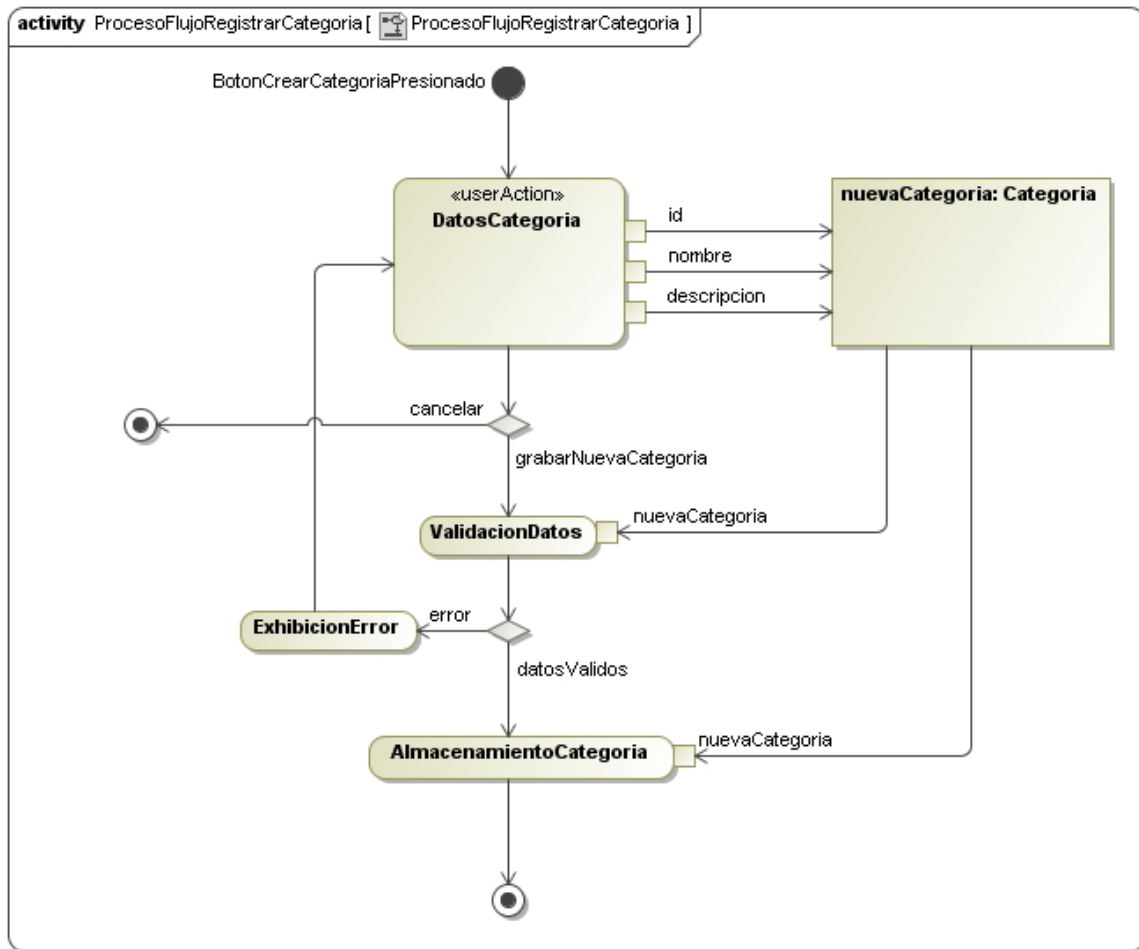 activity ProcesoFlujoRegistrarCategoria [ ProcesoFlujoRegistrarCategoria ]
BotonCrearCategoriaPresionado
«userAction»
DatosCategoria
nuevaCategoria: Categoria
id
nombre
descripcion
cancelar
grabarNuevaCategoria
ValidacionDatos
nuevaCategoria
ExhibicionError
error
datosValidos
AlmacenamientoCategoria
nuevaCategoria